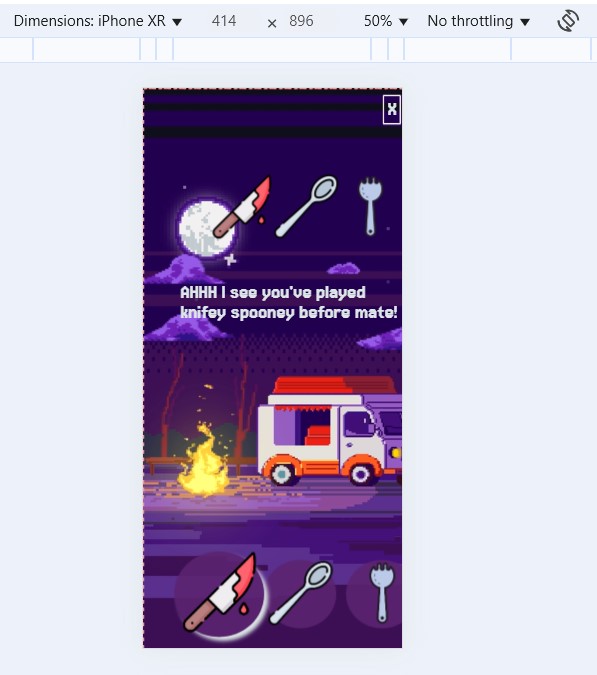 Dimensions: iPhone XR ▼ 414 × 896 50% ▼ No throttling ▼
X
AHHH I see you've played
knifey spooney before mate!